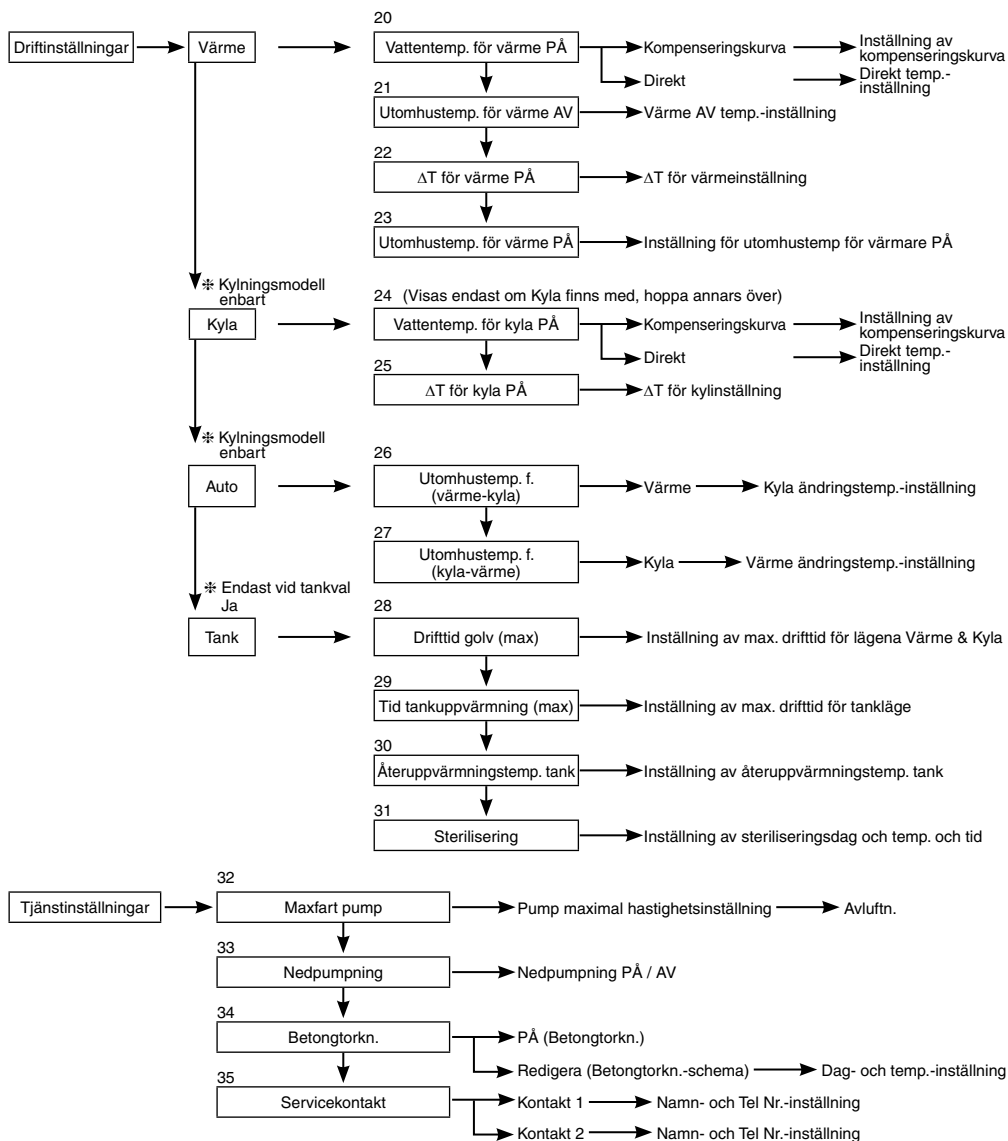 20
Driftinställningar
Värme
Vattentemp. för värme PÅ
Kompenseringskurva
Inställning av
kompenseringskurva
Direkt
Direkt temp.-
inställning
21
Utomhustemp. för värme AV
Värme AV temp.-inställning
22
ΔT för värme PÅ
ΔT för värmeinställning
23
Utomhustemp. för värme PÅ
Inställning för utomhustemp för värmare PÅ
❉ Kylningsmodell
enbart
24 (Visas endast om Kyla finns med, hoppa annars över)
Kyla
Vattentemp. för kyla PÅ
Kompenseringskurva
Inställning av
kompenseringskurva
Direkt
Direkt temp.-
inställning
25
ΔT för kyla PÅ
ΔT för kylinställning
❉ Kylningsmodell
enbart
26
Auto
Utomhustemp. f.
(värme-kyla)
Värme
Kyla ändringstemp.-inställning
27
Utomhustemp. f.
(kyla-värme)
Kyla
Värme ändringstemp.-inställning
❉ Endast vid tankval
Ja
28
Tank
Drifttid golv (max)
Inställning av max. drifttid för lägena Värme & Kyla
29
Tid tankuppvärmning (max)
Inställning av max. drifttid för tankläge
30
Återuppvärmningstemp. tank
Inställning av återuppvärmningstemp. tank
31
Sterilisering
Inställning av steriliseringsdag och temp. och tid
32
Tjänstinställningar
Maxfart pump
Pump maximal hastighetsinställning
Avluftn.
33
Nedpumpning
Nedpumpning PÅ / AV
34
Betongtorkn.
PÅ (Betongtorkn.)
Redigera (Betongtorkn.-schema)
Dag- och temp.-inställning
35
Servicekontakt
Kontakt 1
Namn- och Tel Nr.-inställning
Kontakt 2
Namn- och Tel Nr.-inställning